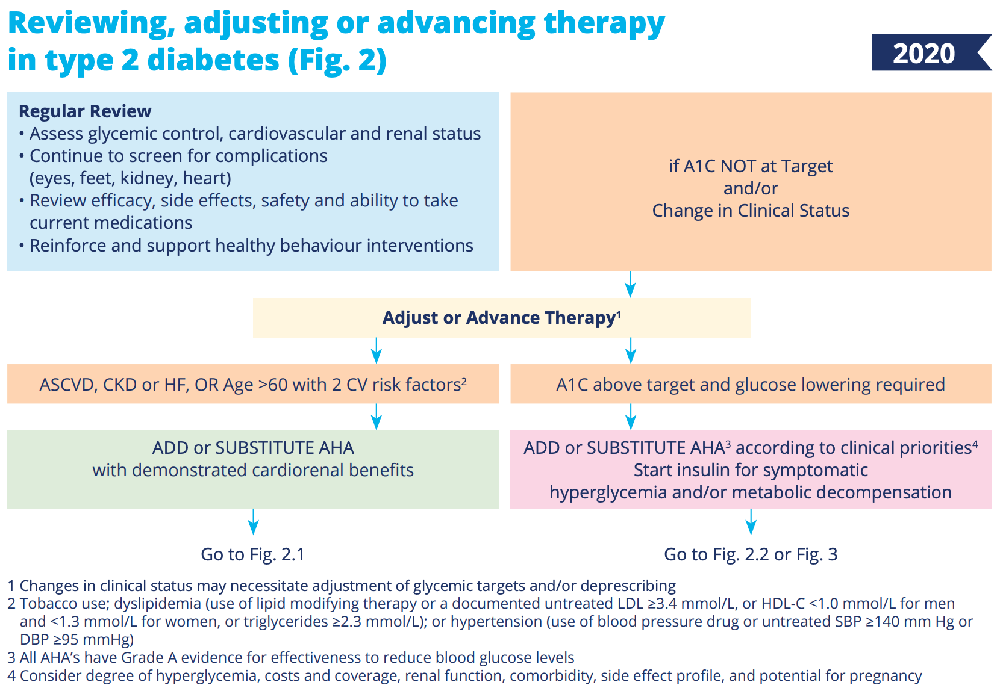 Reviewing, adjusting or advancing therapy
in type 2 diabetes (Fig. 2)
2020
Regular Review
• Assess glycemic control, cardiovascular and renal status
• Continue to screen for complications
(eyes, feet, kidney, heart)
• Review efficacy, side effects, safety and ability to take
current medications
• Reinforce and support healthy behaviour interventions
if A1C NOT at Target
and/or
Change in Clinical Status
Adjust or Advance Therapy¹
ASCVD, CKD or HF, OR Age >60 with 2 CV risk factors²
A1C above target and glucose lowering required
ADD or SUBSTITUTE AHA
with demonstrated cardiorenal benefits
ADD or SUBSTITUTE AHA³ according to clinical priorities⁴
Start insulin for symptomatic
hyperglycemia and/or metabolic decompensation
Go to Fig. 2.1
Go to Fig. 2.2 or Fig. 3
1 Changes in clinical status may necessitate adjustment of glycemic targets and/or deprescribing
2 Tobacco use; dyslipidemia (use of lipid modifying therapy or a documented untreated LDL ≥3.4 mmol/L, or HDL-C <1.0 mmol/L for men
and <1.3 mmol/L for women, or triglycerides ≥2.3 mmol/L); or hypertension (use of blood pressure drug or untreated SBP ≥140 mm Hg or
DBP ≥95 mmHg)
3 All AHA’s have Grade A evidence for effectiveness to reduce blood glucose levels
4 Consider degree of hyperglycemia, costs and coverage, renal function, comorbidity, side effect profile, and potential for pregnancy